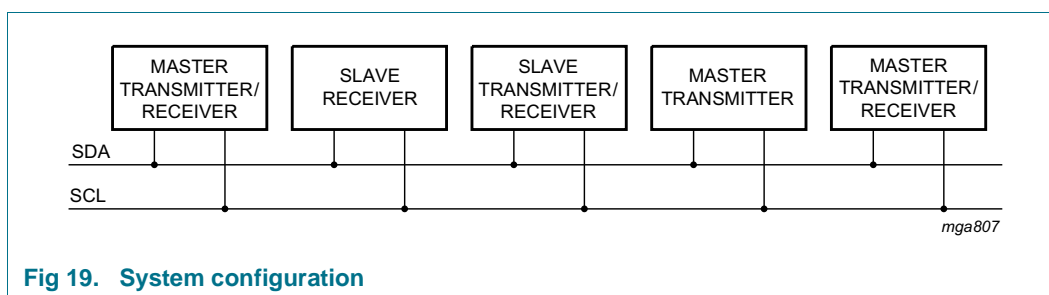 MASTER
TRANSMITTER/
RECEIVER
SLAVE
RECEIVER
SLAVE
TRANSMITTER/
RECEIVER
MASTER
TRANSMITTER
MASTER
TRANSMITTER/
RECEIVER
SDA
SCL
mga807
Fig 19. System configuration